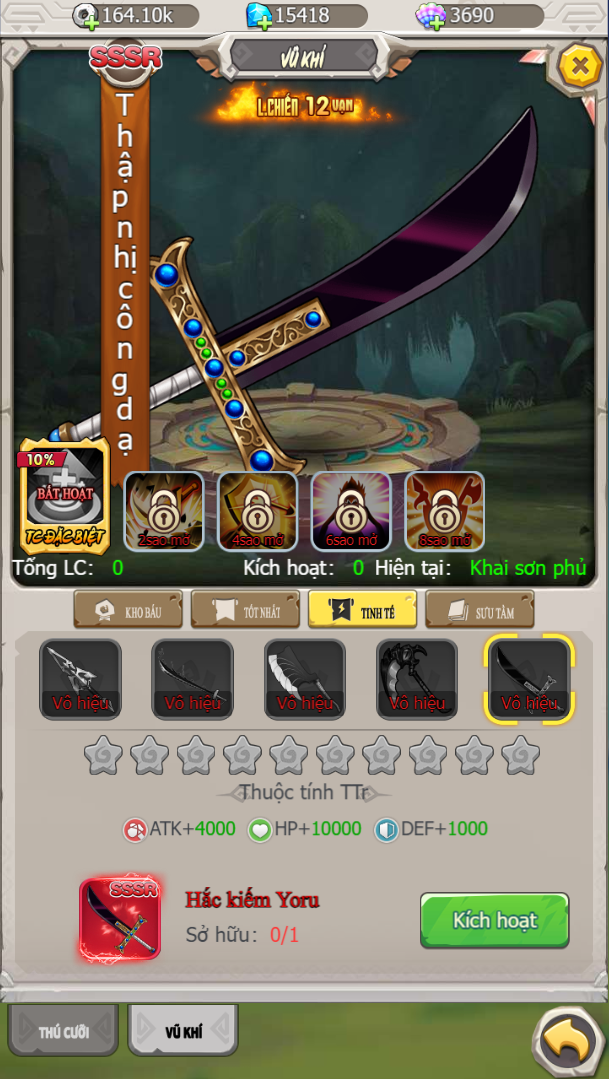 164.10k 15418 3690
SSSR
VŨ KHÍ
L.CHIẾN 12 VẠN
Thập nhị công dạ
10%
BẤT HOẠT
TC ĐẶC BIỆT
2sao mở 4sao mở 6sao mở 8sao mở
Tổng LC: 0 Kích hoạt: 0 Hiện tại: Khai sơn phủ
KHO BÁU TỐT NHẤT TINH TẾ SƯU TẦM
Vô hiệu Vô hiệu Vô hiệu Vô hiệu Vô hiệu
Thuộc tính TTr
ATK+4000 HP+10000 DEF+1000
SSSR
Hắc kiếm Yoru
Sở hữu: 0/1
Kích hoạt
THÚ CƯỠI VŨ KHÍ